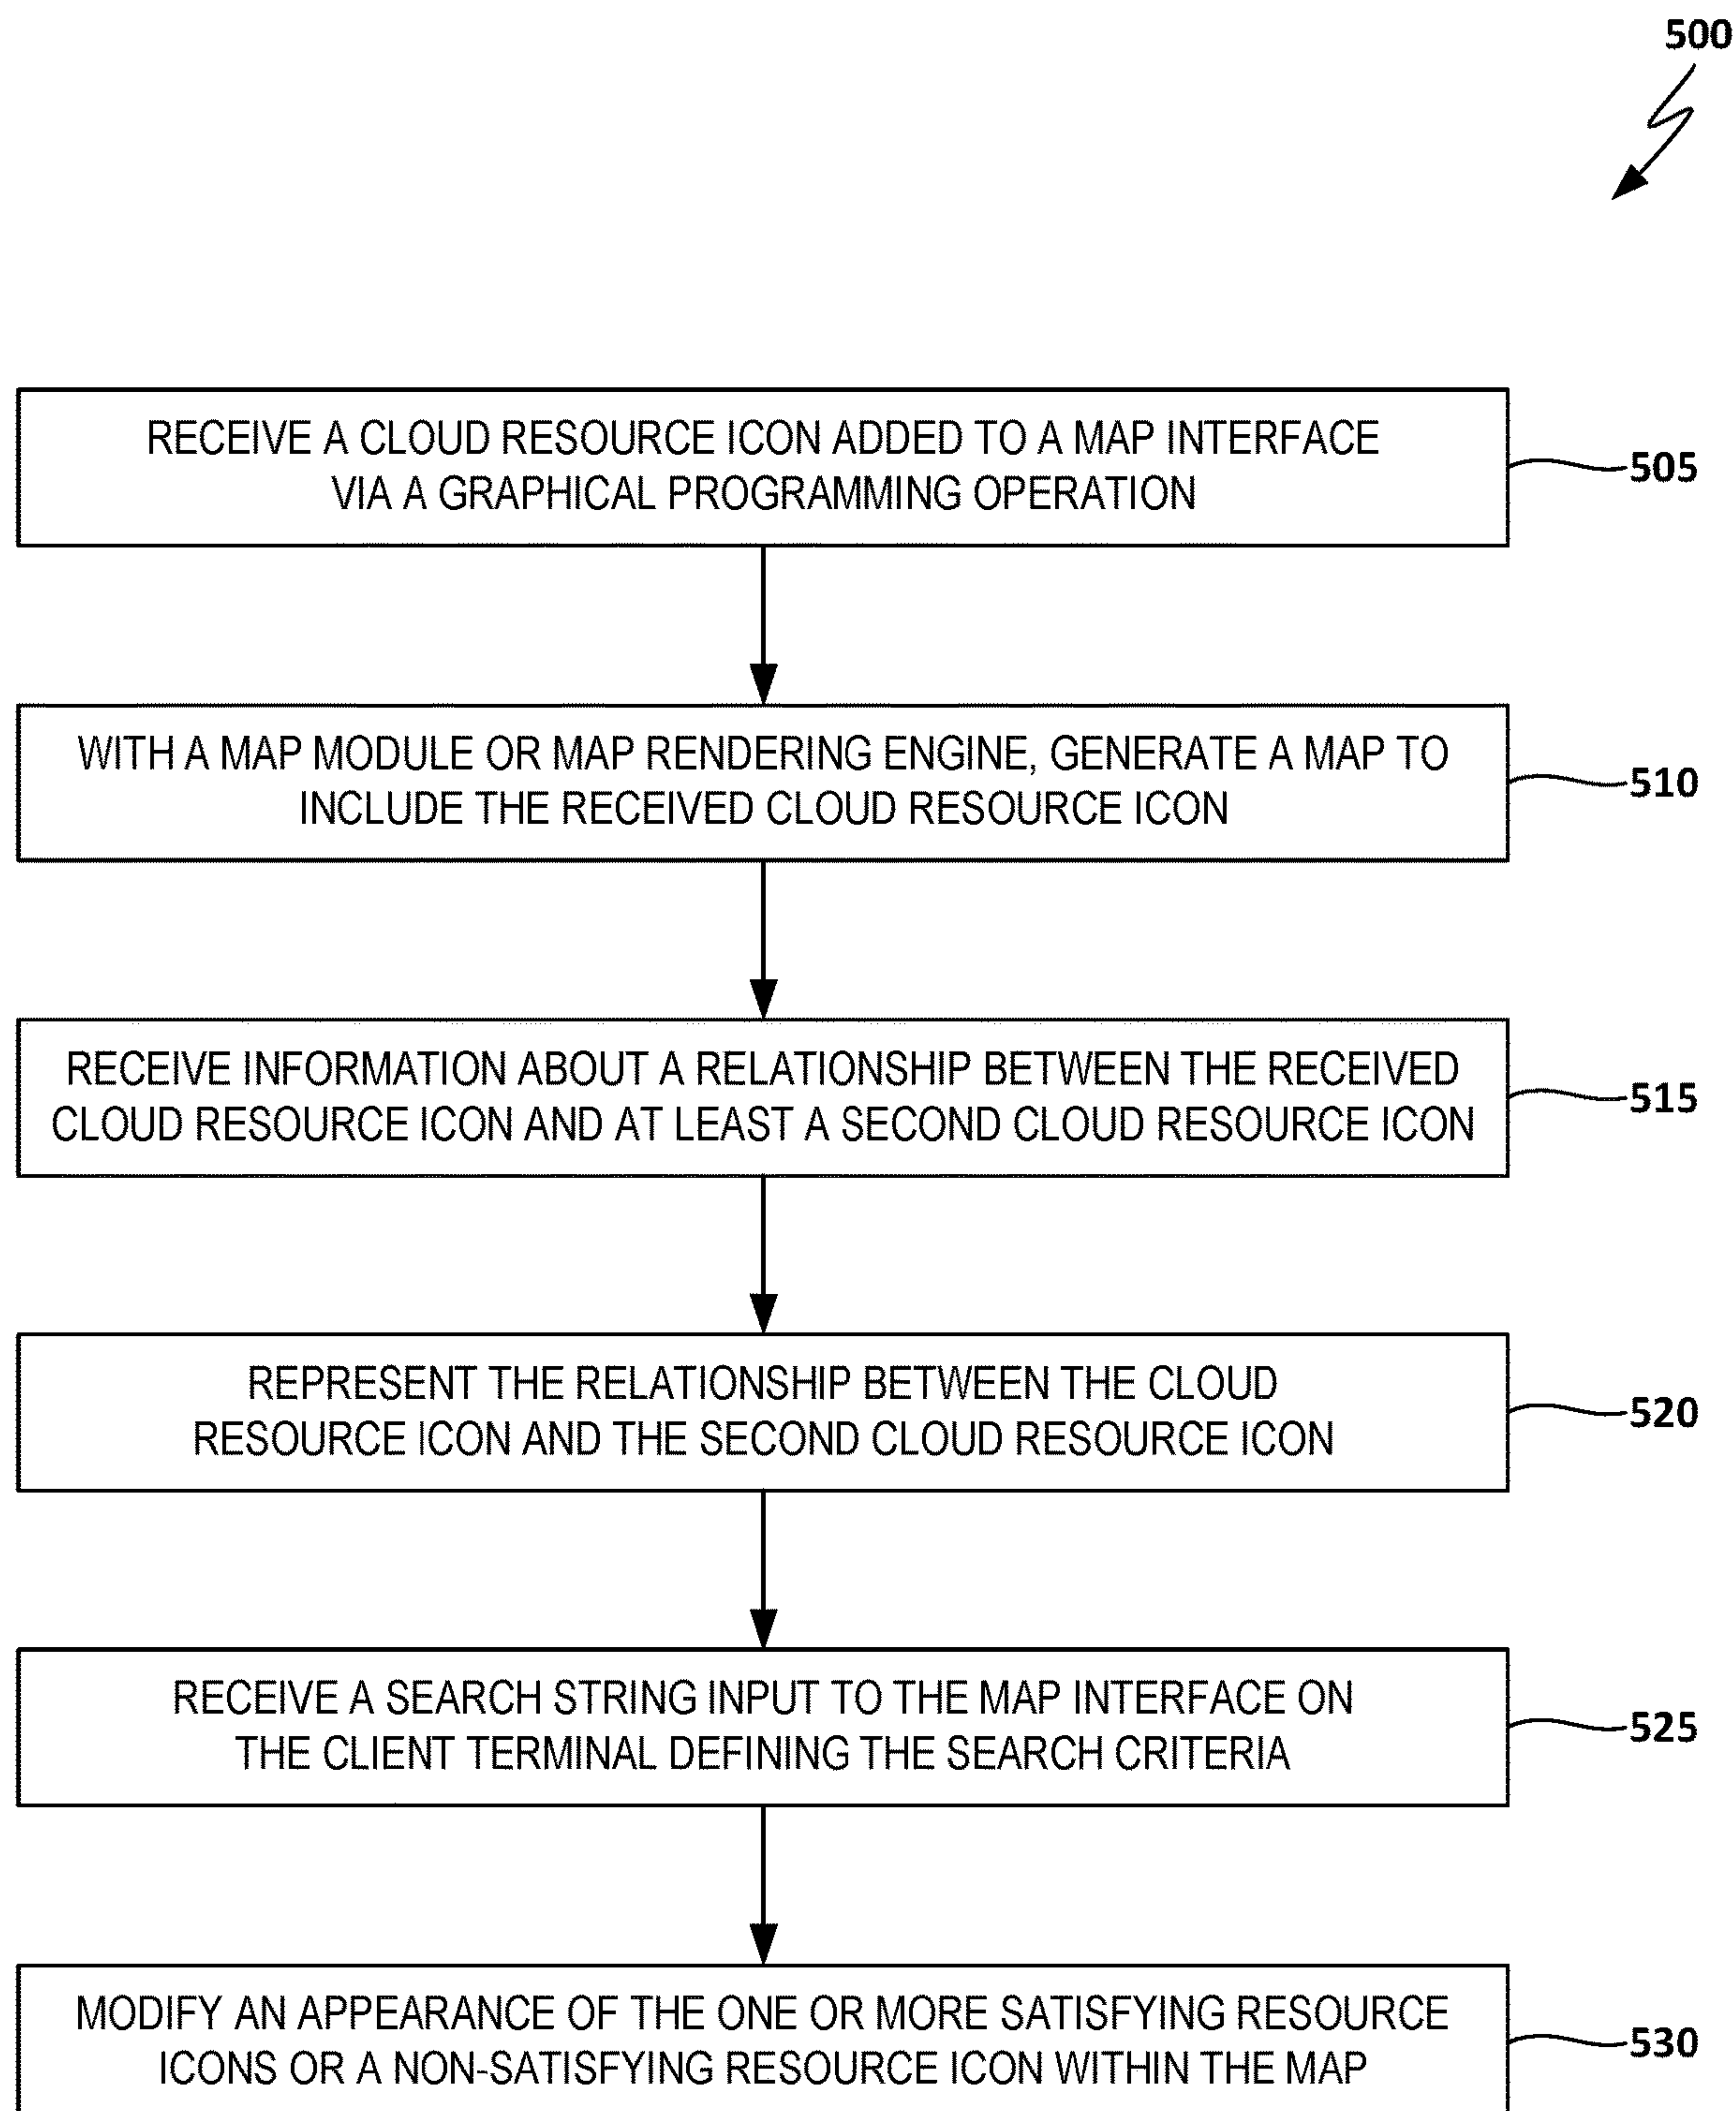 500
RECEIVE A CLOUD RESOURCE ICON ADDED TO A MAP INTERFACE
VIA A GRAPHICAL PROGRAMMING OPERATION
505
WITH A MAP MODULE OR MAP RENDERING ENGINE, GENERATE A MAP TO
INCLUDE THE RECEIVED CLOUD RESOURCE ICON
510
RECEIVE INFORMATION ABOUT A RELATIONSHIP BETWEEN THE RECEIVED
CLOUD RESOURCE ICON AND AT LEAST A SECOND CLOUD RESOURCE ICON
515
REPRESENT THE RELATIONSHIP BETWEEN THE CLOUD
RESOURCE ICON AND THE SECOND CLOUD RESOURCE ICON
520
RECEIVE A SEARCH STRING INPUT TO THE MAP INTERFACE ON
THE CLIENT TERMINAL DEFINING THE SEARCH CRITERIA
525
MODIFY AN APPEARANCE OF THE ONE OR MORE SATISFYING RESOURCE
ICONS OR A NON-SATISFYING RESOURCE ICON WITHIN THE MAP
530